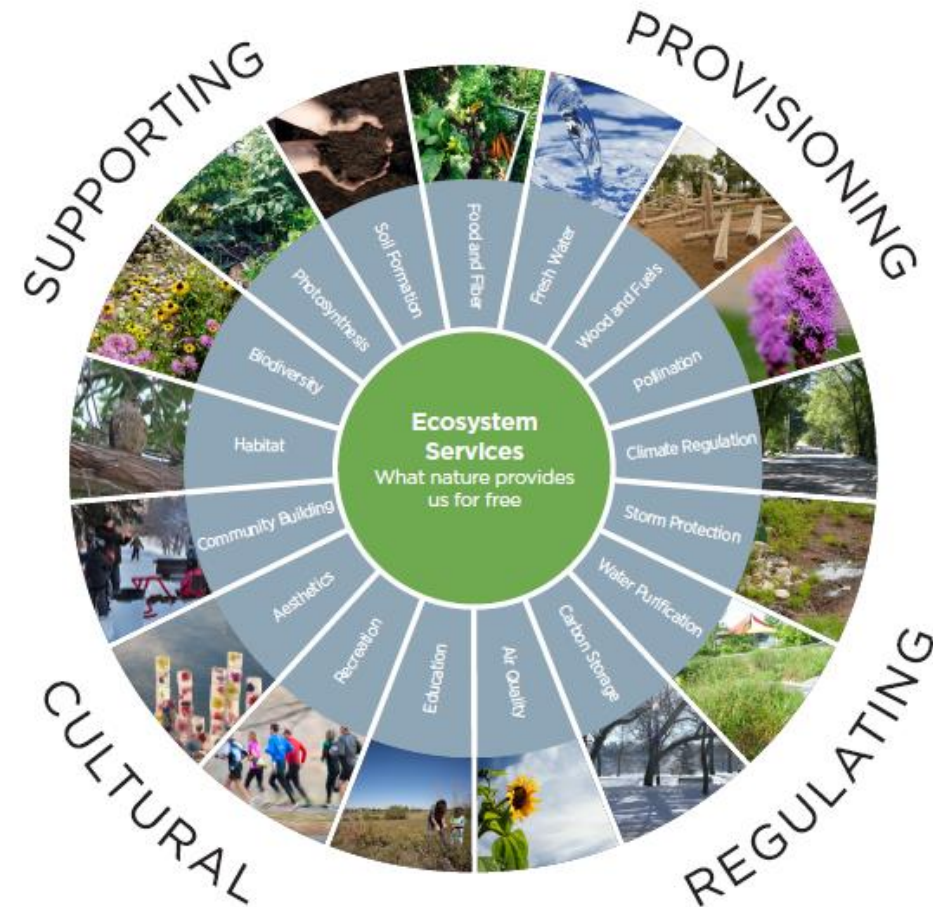 SUPPORTING
PROVISIONING
REGULATING
CULTURAL
Ecosystem
Services
What nature provides
us for free
Food and Fiber
Fresh Water
Wood and Fuels
Pollination
Climate Regulation
Storm Protection
Water Purification
Carbon Storage
Air Quality
Education
Recreation
Aesthetics
Community Building
Habitat
Biodiversity
Photosynthesis
Soil Formation